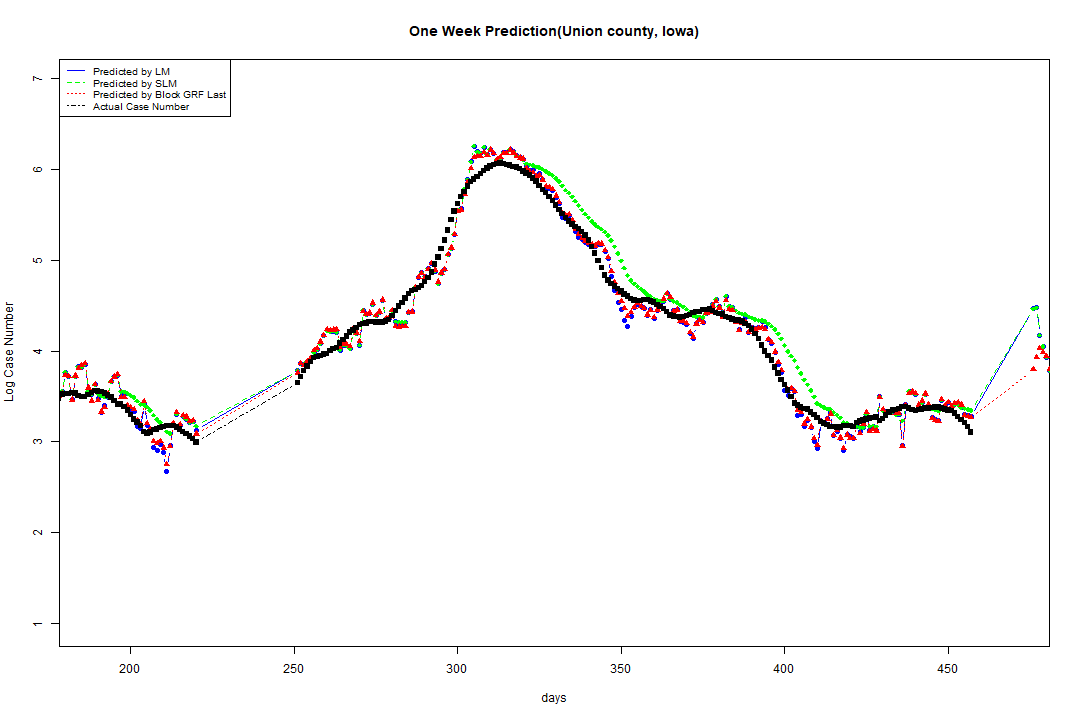 One Week Prediction(Union county, Iowa)
Predicted by LM
Predicted by SLM
Predicted by Block GRF Last
Actual Case Number
7
6
5
4
3
2
1
Log Case Number
200 250 300 350 400 450
days